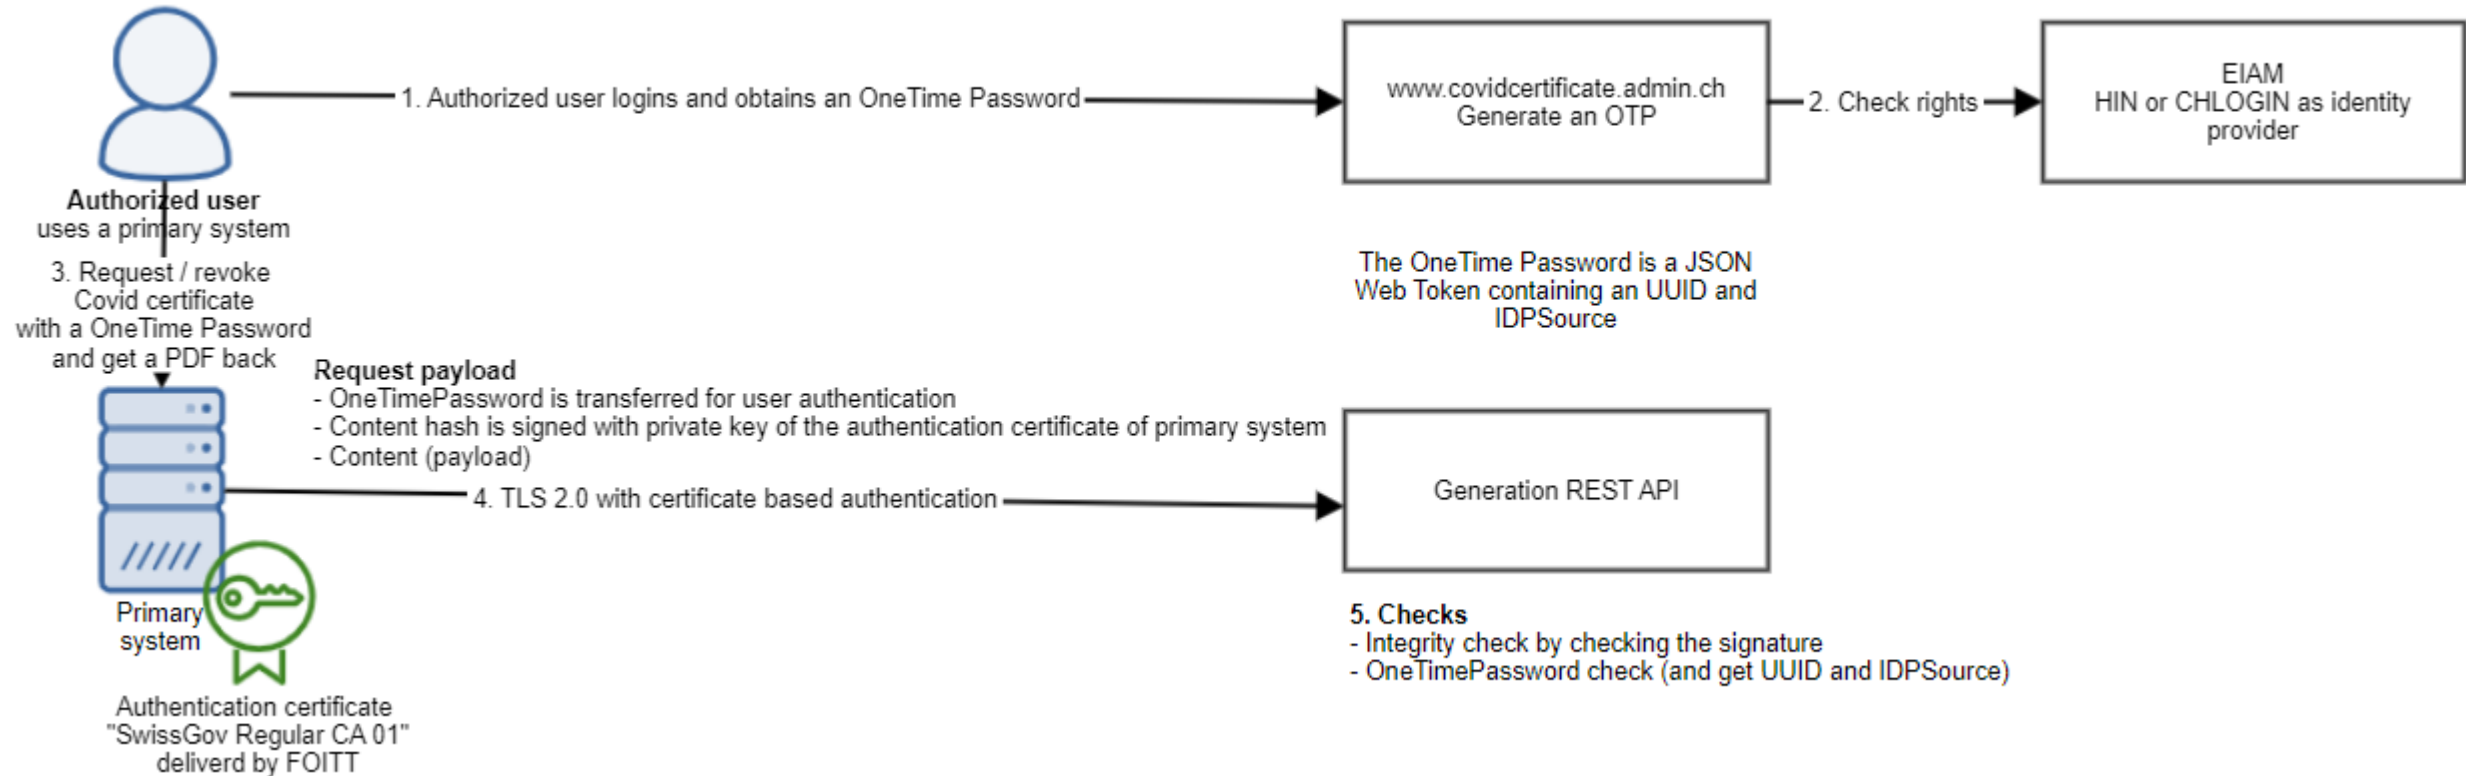 1. Authorized user logins and obtains an OneTime Password
www.covidcertificate.admin.ch
Generate an OTP
2. Check rights
EIAM
HIN or CHLOGIN as identity
provider
Authorized user
uses a primary system
The OneTime Password is a JSON
Web Token containing an UUID and
IDPSource
3. Request / revoke
Covid certificate
with a OneTime Password
and get a PDF back
Request payload
- OneTimePassword is transferred for user authentication
- Content hash is signed with private key of the authentication certificate of primary system
- Content (payload)
4. TLS 2.0 with certificate based authentication
Generation REST API
Primary
system
5. Checks
- Integrity check by checking the signature
- OneTimePassword check (and get UUID and IDPSource)
Authentication certificate
"SwissGov Regular CA 01"
deliverd by FOITT